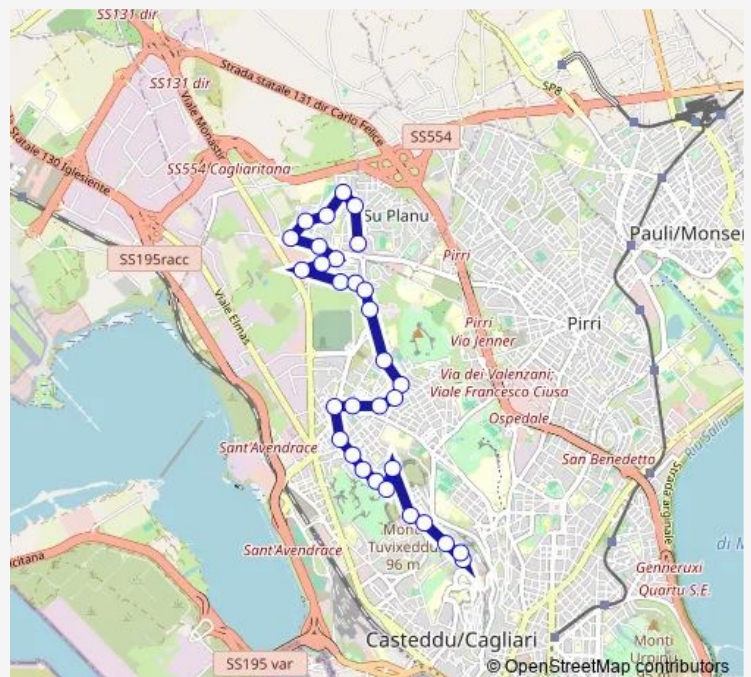 SS131 dir
SS131 dir
Strada statale 131 dir Carlo Felice
Viale Monastir
SP8
Statale 130 Iglesiente
SS554
SS554 Cagliaritana
Su Planu
SS195racc
Pauli/Monser
Pirri
Viale Elmas
Pirri
Via Jenner
Pirri
Via dei Valenzani;
Viale Francesco Ciusa
Ospedale
Sant'Avendrace
San Benedetto
Strada arginale
Sant'Avendrace
Tuvixeddu
96 m
di M
citana
Genneruxi
Quartu S.E.
Casteddu/Cagliari
Monti
SS195 var
© OpenStreetMap contributors